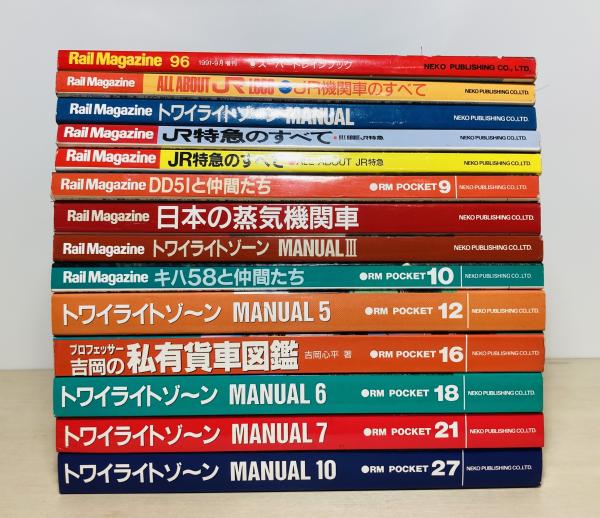 Rail Magazine 96 1991-9月増刊 スーパートレインブック NEKO PUBLISHING CO., LTD.
Rail Magazine ALL ABOUT JR LOCO JR機関車のすべて NEKO PUBLISHING CO., LTD.
Rail Magazine トワイライトゾーン MANUAL NEKO PUBLISHING CO., LTD.
Rail Magazine JR特急のすべて ●ALL ABOUT JR特急 NEKO PUBLISHING CO.,LTD.
Rail Magazine JR特急のすべて ●ALL ABOUT JR特急 NEKO PUBLISHING CO., LTD.
Rail Magazine DD51と仲間たち ●RM POCKET 9 NEKO PUBLISHING CO.,LTD.
Rail Magazine 日本の蒸気機関車 NEKO PUBLISHING CO.,LTD.
Rail Magazine トワイライトゾーン MANUAL III NEKO PUBLISHING CO.,LTD.
Rail Magazine キハ58と仲間たち ●RM POCKET 10 NEKO PUBLISHING CO.,LTD.
トワイライトゾ〜ン MANUAL 5 ●RM POCKET 12 NEKO PUBLISHING CO.,LTD.
プロフェッサー吉岡の 私有貨車図鑑 吉岡心平 著 ●RM POCKET 16 NEKO PUBLISHING CO.,LTD.
トワイライトゾ〜ン MANUAL 6 ●RM POCKET 18 NEKO PUBLISHING CO.,LTD.
トワイライトゾ〜ン MANUAL 7 ●RM POCKET 21 NEKO PUBLISHING CO.,LTD.
トワイライトゾ〜ン MANUAL 10 ●RM POCKET 27 NEKO PUBLISHING CO.,LTD.